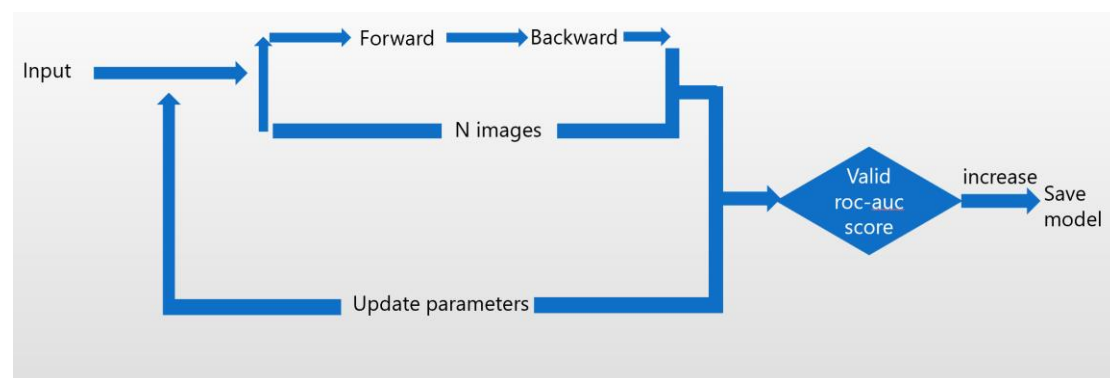 Forward
Backward
Input
N images
Valid
roc-auc
score
increase
Save
model
Update parameters